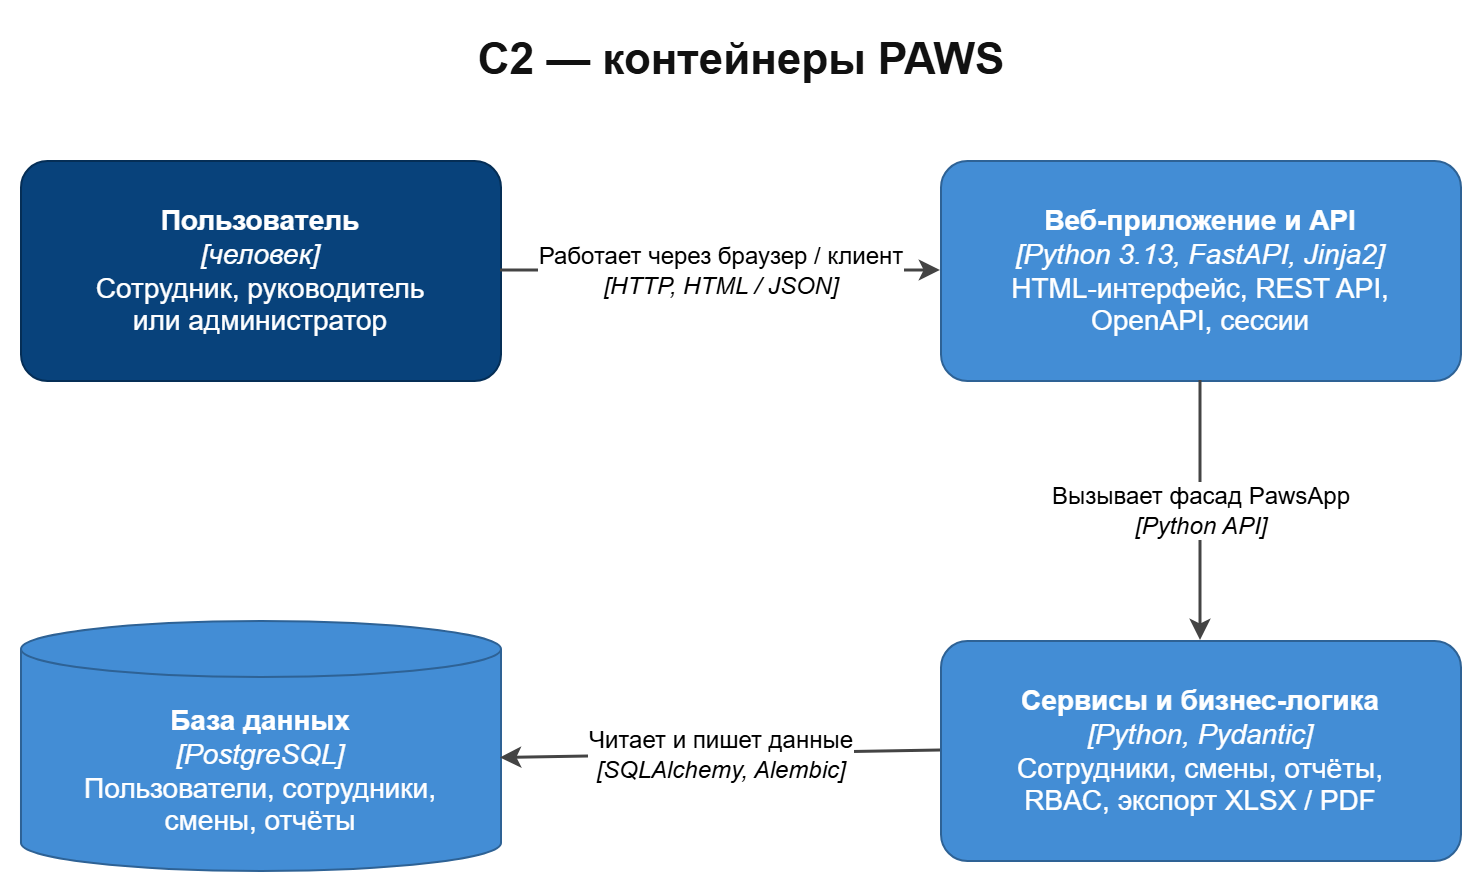 C2 — контейнеры PAWS
Пользователь
[человек]
Сотрудник, руководитель
или администратор
Работает через браузер / клиент
[HTTP, HTML / JSON]
Веб-приложение и API
[Python 3.13, FastAPI, Jinja2]
HTML-интерфейс, REST API,
OpenAPI, сессии
Вызывает фасад PawsApp
[Python API]
База данных
[PostgreSQL]
Пользователи, сотрудники,
смены, отчёты
Читает и пишет данные
[SQLAlchemy, Alembic]
Сервисы и бизнес-логика
[Python, Pydantic]
Сотрудники, смены, отчёты,
RBAC, экспорт XLSX / PDF